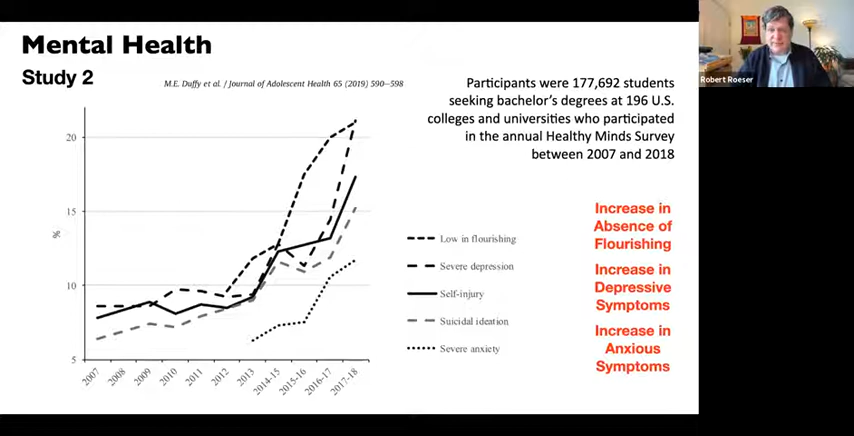 Mental Health
Study 2
M.E. Duffy et al. / Journal of Adolescent Health 65 (2019) 590–598
Participants were 177,692 students
seeking bachelor's degrees at 196 U.S.
colleges and universities who participated
in the annual Healthy Minds Survey
between 2007 and 2018
20
15
%
10
5
2007
2008
2009
2010
2011
2012
2013
2014-15
2015-16
2016-17
2017-18
Low in flourishing
Severe depression
Self-injury
Suicidal ideation
Severe anxiety
Increase in
Absence of
Flourishing
Increase in
Depressive
Symptoms
Increase in
Anxious
Symptoms
Robert Roeser